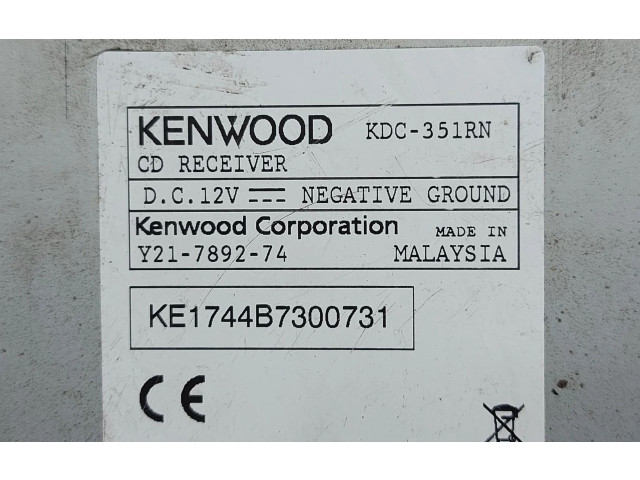 KENWOOD KDC-351RN
CD RECEIVER
D.C.12V NEGATIVE GROUND
Kenwood Corporation MADE IN
Y21-7892-74 MALAYSIA
KE1744B7300731
CE